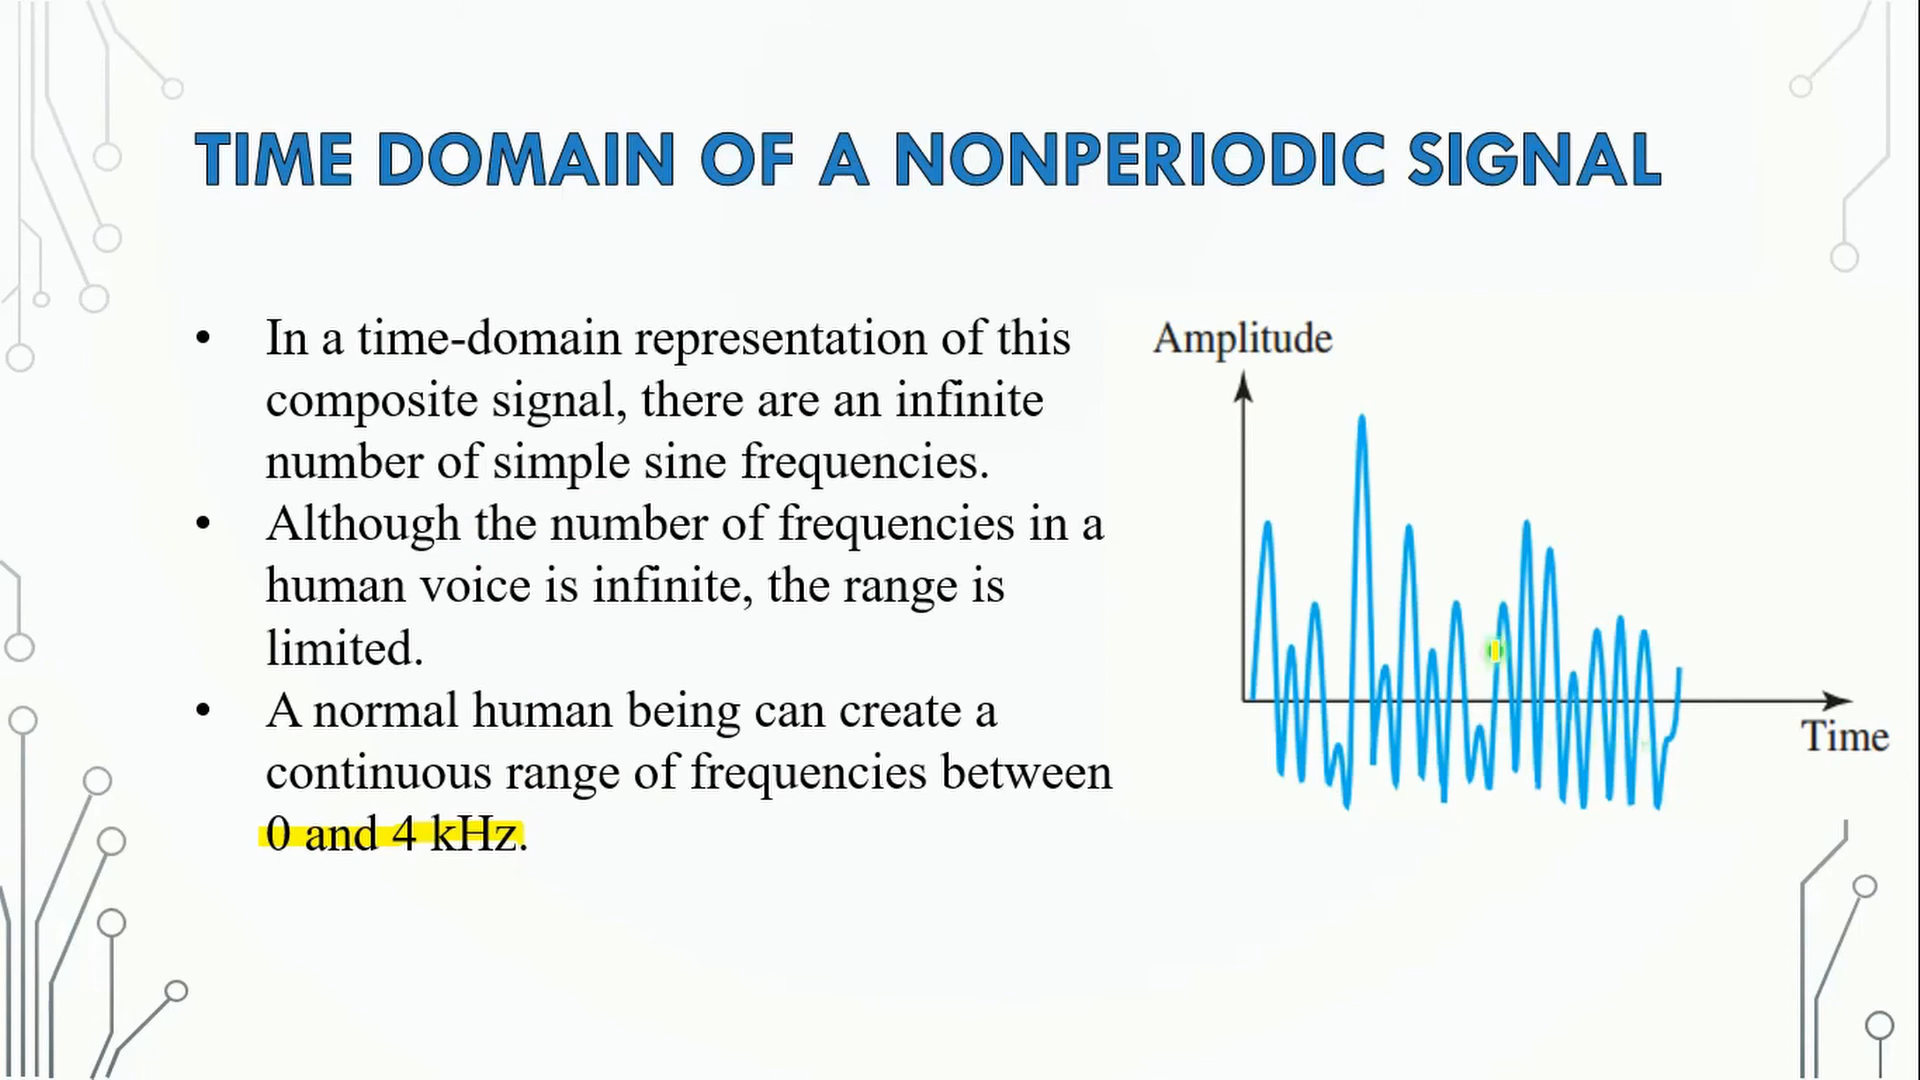 TIME DOMAIN OF A NONPERIODIC SIGNAL
• In a time-domain representation of this
composite signal, there are an infinite
number of simple sine frequencies.
• Although the number of frequencies in a
human voice is infinite, the range is
limited.
• A normal human being can create a
continuous range of frequencies between
0 and 4 kHz.
Amplitude
Time